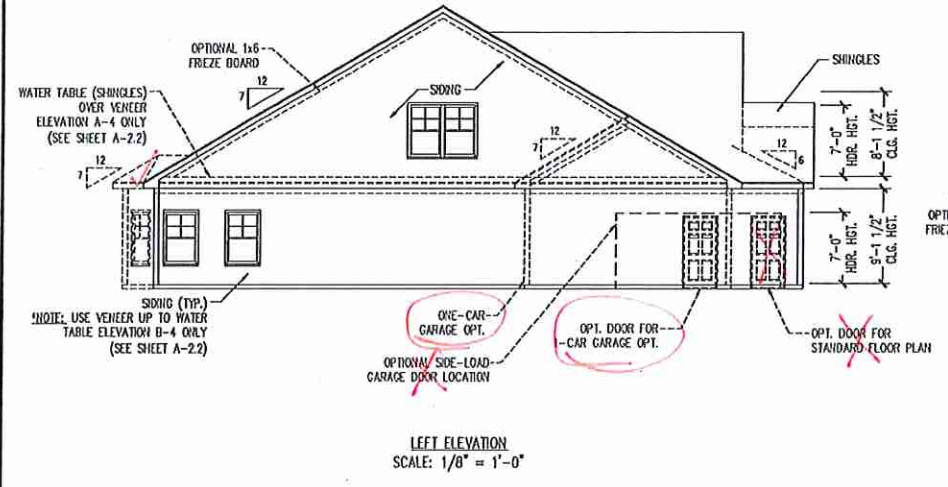 OPTIONAL 1x6
FRIEZE BOARD
12
7
WATER TABLE (SHINGLES)
OVER VENEER
ELEVATION A-4 ONLY
(SEE SHEET A-2.2)
12
7
SIDING
12
7
SHINGLES
12
6
7'-0"
HDR. HGT.
8'-1 1/2"
CLG. HGT.
7'-0"
HDR. HGT.
9'-1 1/2"
CLG. HGT.
SIDING (TYP.)
*NOTE: USE VENEER UP TO WATER
TABLE ELEVATION B-4 ONLY
(SEE SHEET A-2.2)
ONE-CAR
GARAGE OPT.
OPTIONAL SIDE-LOAD
GARAGE DOOR LOCATION
OPT. DOOR FOR
1-CAR GARAGE OPT.
OPT. DOOR FOR
STANDARD FLOOR PLAN
LEFT ELEVATION
SCALE: 1/8" = 1'-0"